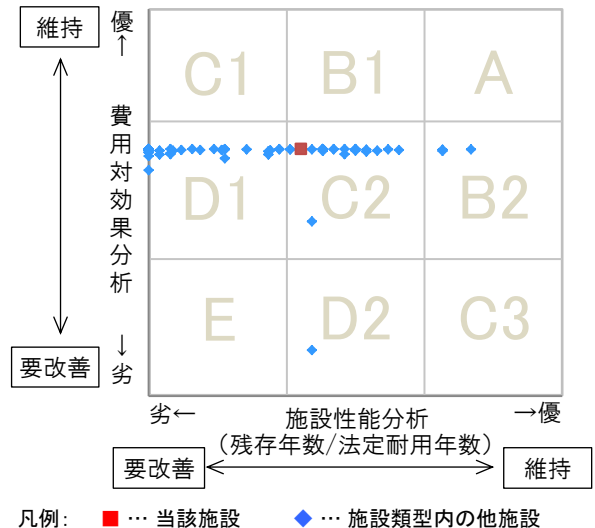 維持
優↑
C1 B1 A
費用対効果分析
D1 C2 B2
E D2 C3
要改善
↓劣
劣← 施設性能分析 →優
（残存年数/法定耐用年数）
要改善 維持
凡例： … 当該施設 … 施設類型内の他施設